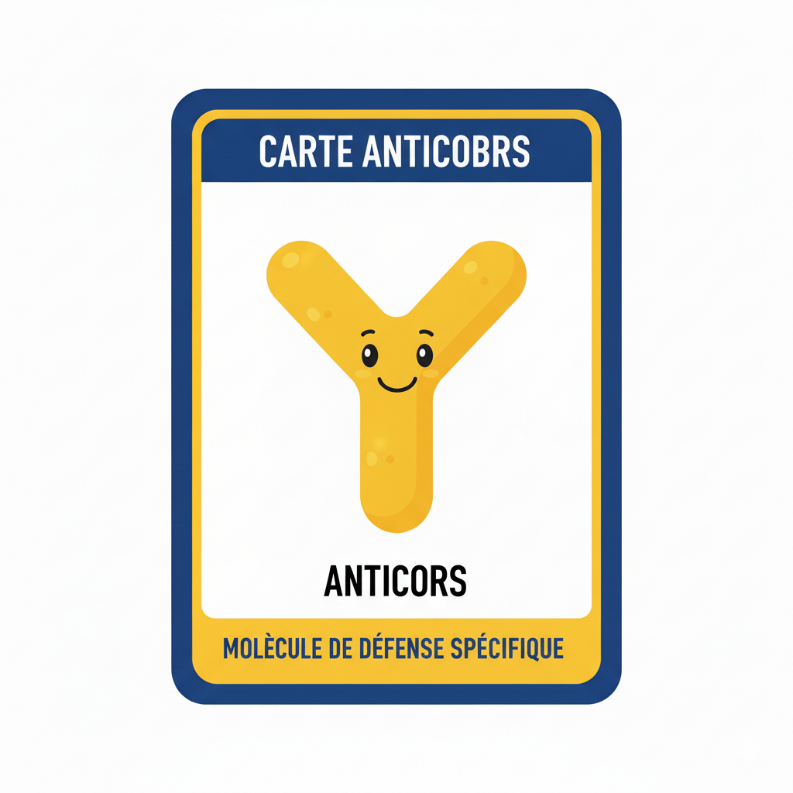 CARTE ANTICOBRS
ANTICORS
MOLÈCULE DE DÉFENSE SPÉCIFIQUE